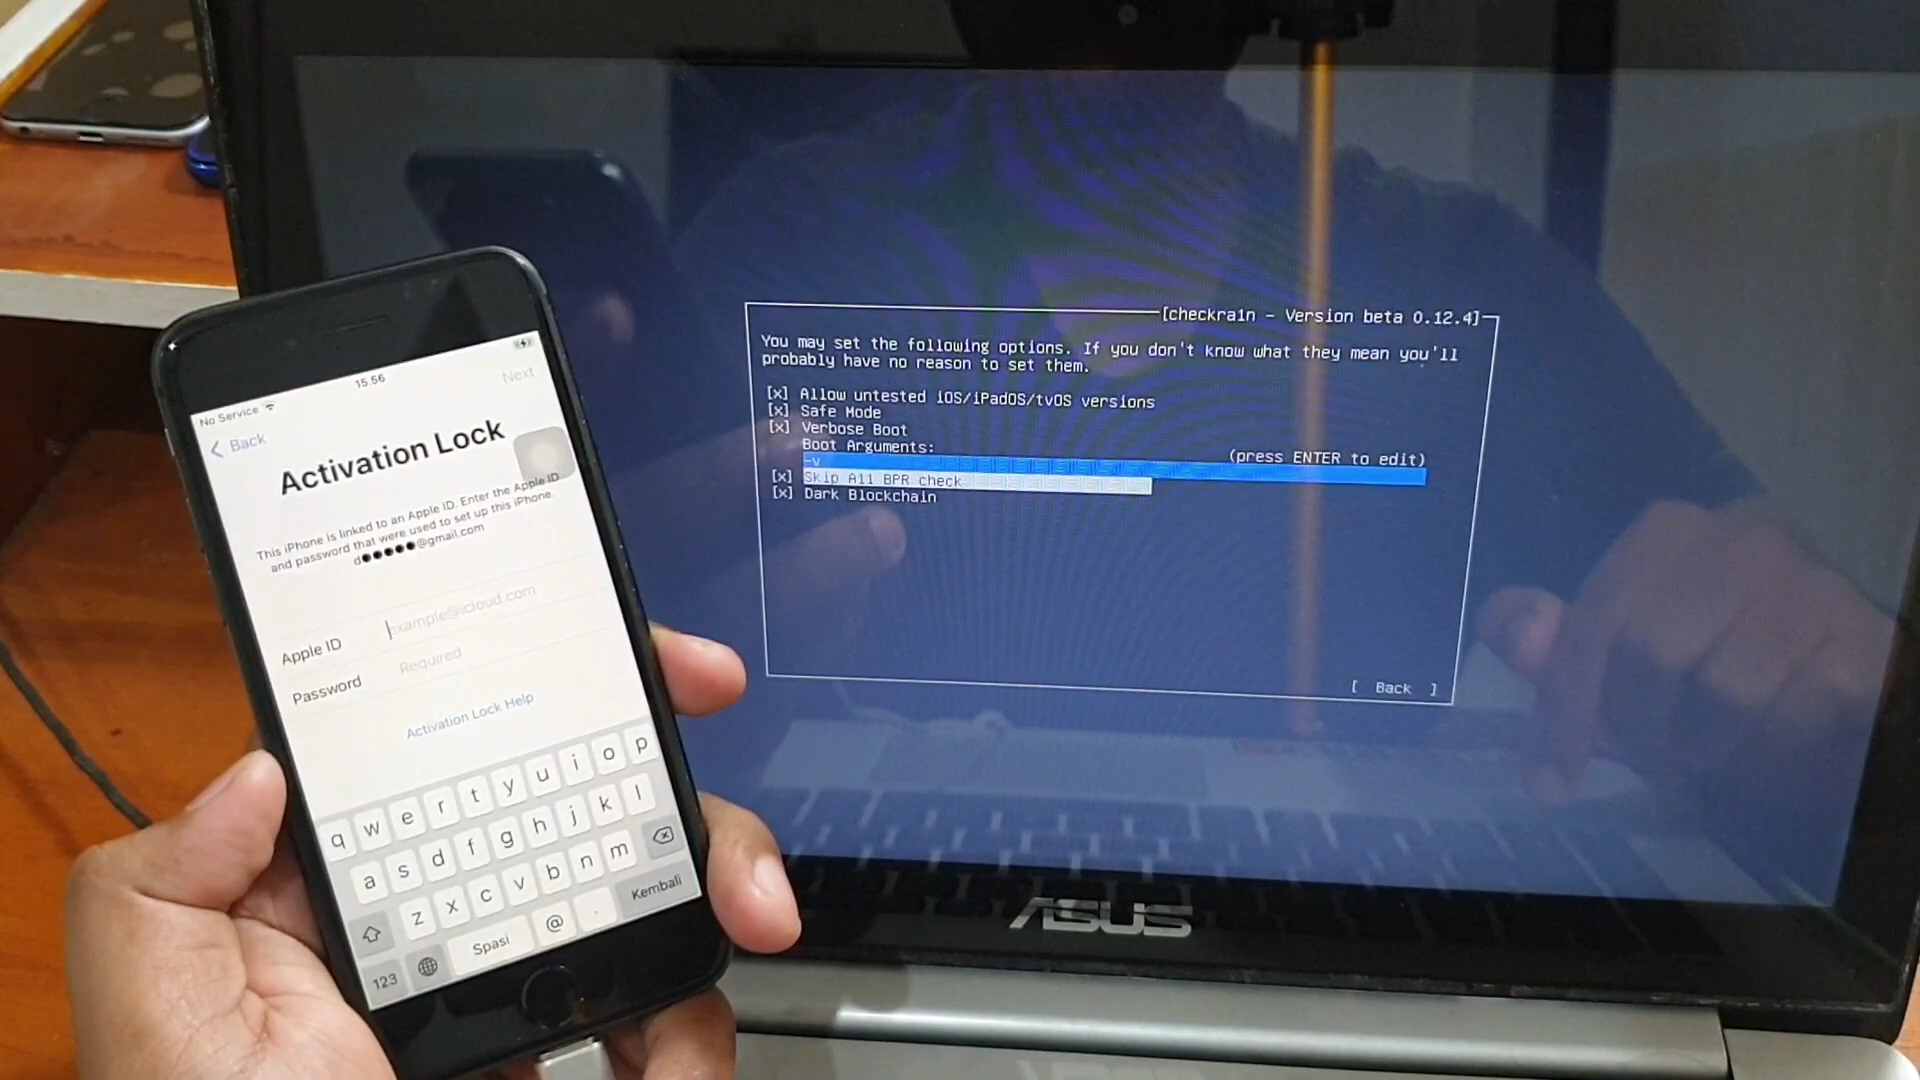 15.56
No Service
Next
Back
Activation Lock
This iPhone is linked to an Apple ID. Enter the Apple ID
and password that were used to set up this iPhone.
d●●●●●@gmail.com
Apple ID
example@icloud.com
Password
Required
Activation Lock Help
q w e r t y u i o p
a s d f g h j k l
z x c v b n m
123
Spasi
@
.
Kembali
[checkra1n - Version beta 0.12.4]
You may set the following options. If you don't know what they mean you'll
probably have no reason to set them.
[x] Allow untested iOS/iPadOS/tvOS versions
[x] Safe Mode
[x] Verbose Boot
Boot Arguments:
(press ENTER to edit)
-v
[x] Skip A11 BPR check
[x] Dark Blockchain
[ Back ]
ASUS